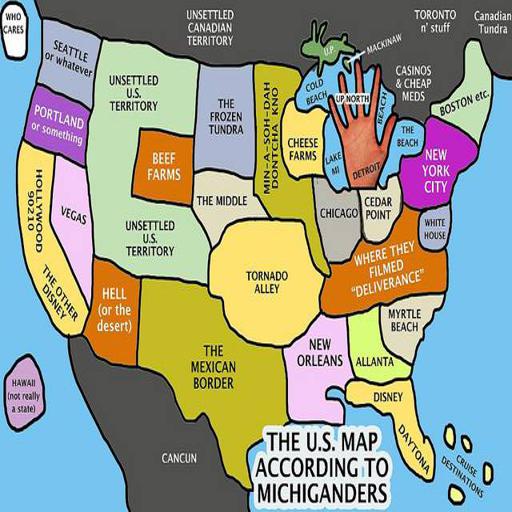 WHO
CARES
UNSETTLED
CANADIAN
TERRITORY
TORONTO
n' stuff
Canadian
Tundra
SEATTLE
or whatever
UNSETTLED
U.S.
TERRITORY
THE
FROZEN
TUNDRA
MIN-A-SOH-DAH
DONTCHA KNO
U.P
MACKINAW
COLD
BEACH
UP NORTH
BEACH
CASINOS
& CHEAP
MEDS
BOSTON etc.
PORTLAND
or something
BEEF
FARMS
CHEESE
FARMS
LAKE
MI
DETROIT
THE
BEACH
NEW
YORK
CITY
HOLLYWOOD
90210
VEGAS
THE MIDDLE
CHICAGO
CEDAR
POINT
WHITE
HOUSE
UNSETTLED
U.S.
TERRITORY
THE OTHER
DISNEY
HELL
(or the
desert)
TORNADO
ALLEY
WHERE THEY
FILMED
"DELIVERANCE"
MYRTLE
BEACH
THE
MEXICAN
BORDER
NEW
ORLEANS
ALLANTA
HAWAII
(not really
a state)
DISNEY
DAYTONA
CANCUN
CRUISE
DESTINATIONS
THE U.S. MAP
ACCORDING TO
MICHIGANDERS